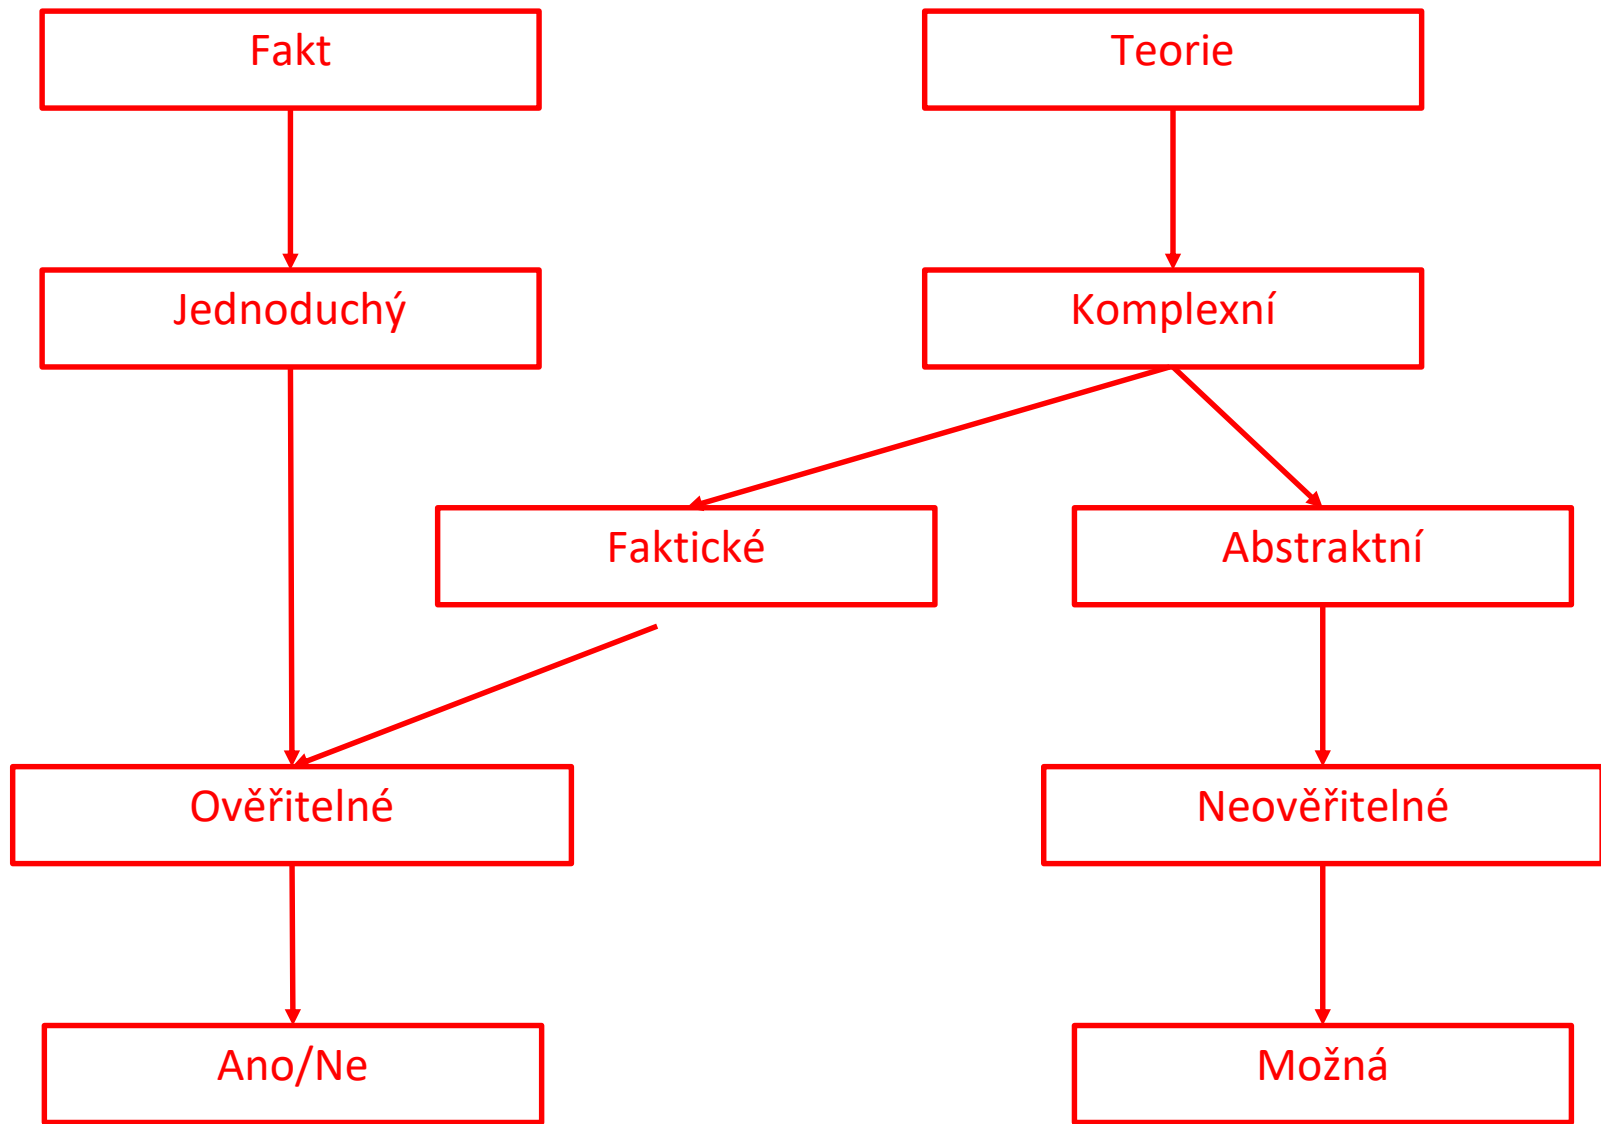 Fakt
Teorie
Jednoduchý
Komplexní
Faktické
Abstraktní
Ověřitelné
Neověřitelné
Ano/Ne
Možná